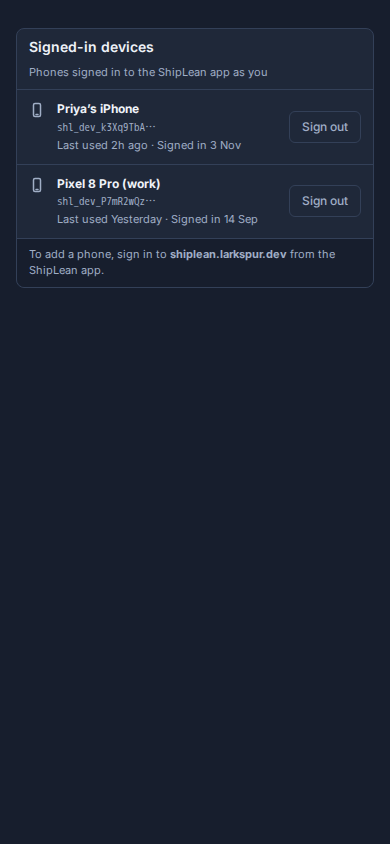 Signed-in devices
Phones signed in to the ShipLean app as you
Priya’s iPhone
shl_dev_k3Xq9TbA···
Last used 2h ago · Signed in 3 Nov
Sign out
Pixel 8 Pro (work)
shl_dev_P7mR2wQz···
Last used Yesterday · Signed in 14 Sep
Sign out
To add a phone, sign in to shiplean.larkspur.dev from the
ShipLean app.